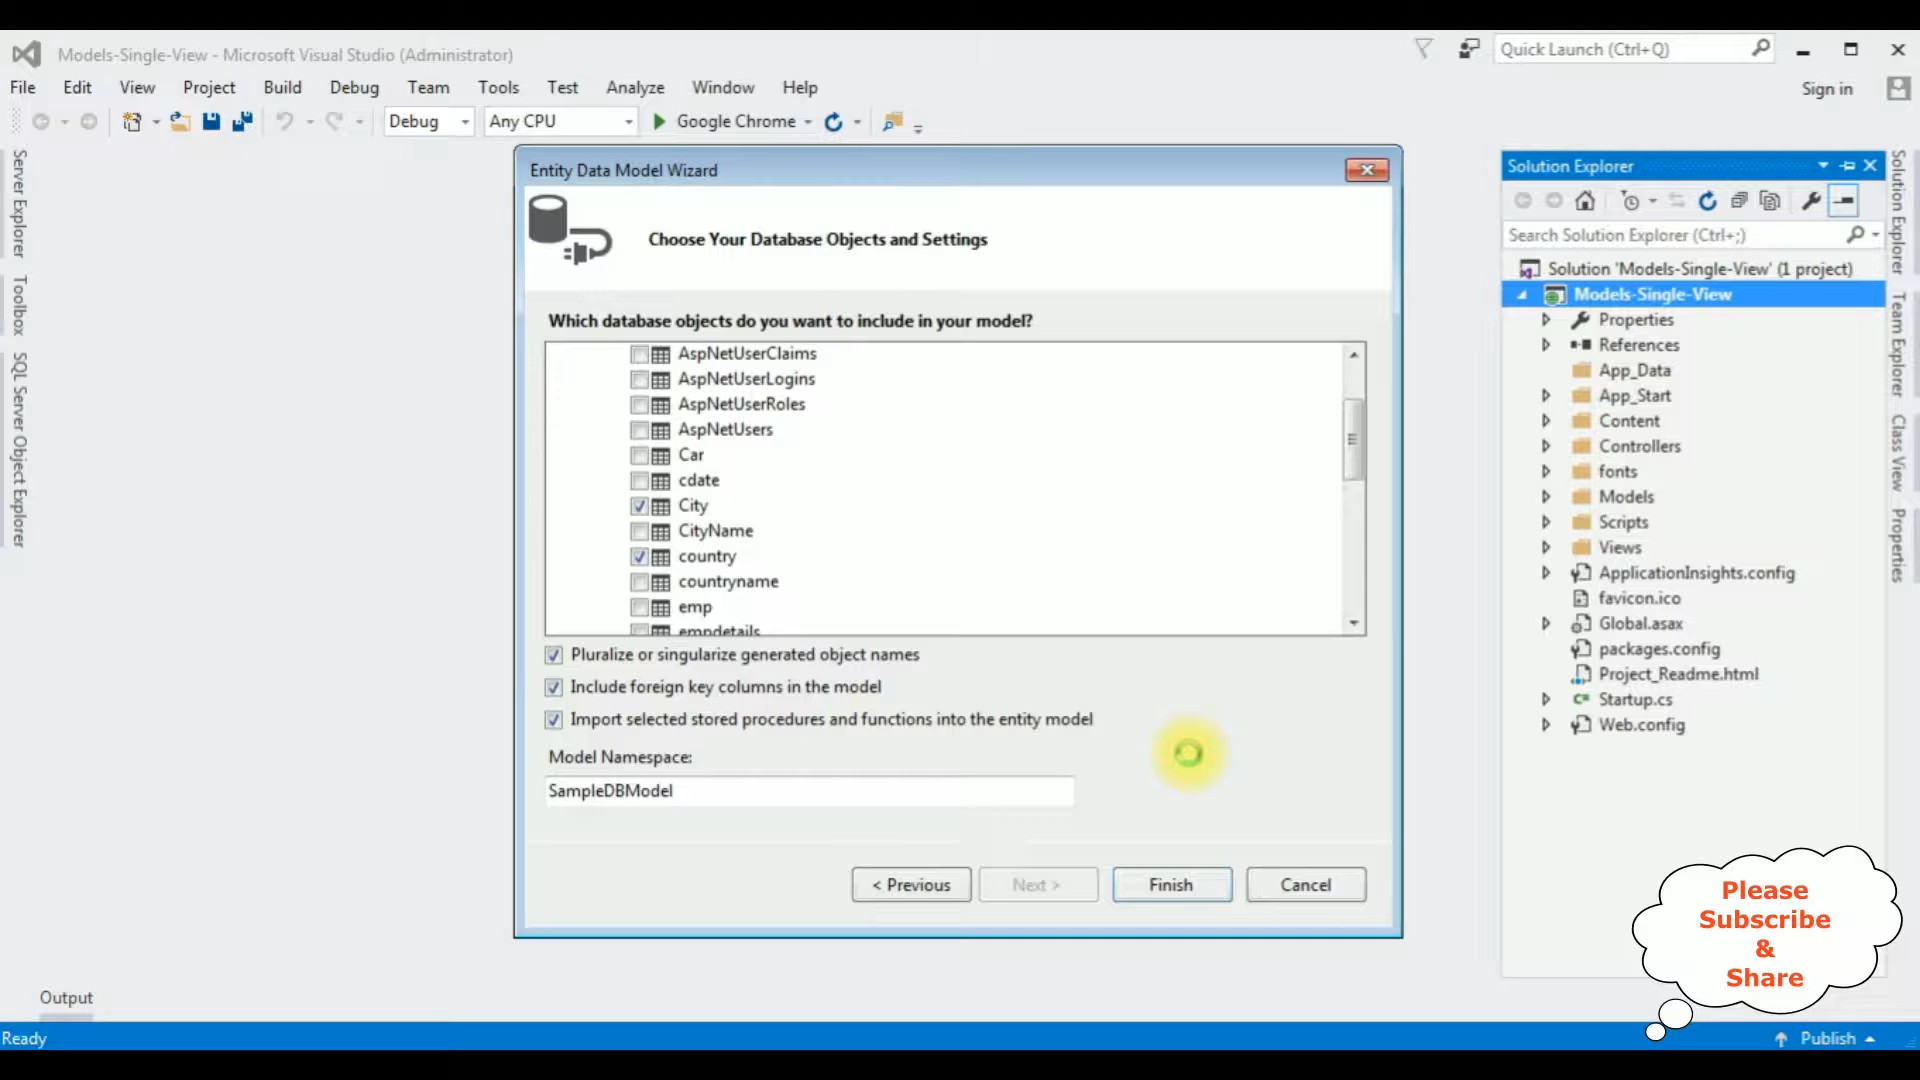 Models-Single-View - Microsoft Visual Studio (Administrator)
Quick Launch (Ctrl+Q)
File Edit View Project Build Debug Team Tools Test Analyze Window Help
Sign in
Debug Any CPU Google Chrome
Server Explorer
Toolbox
SQL Server Object Explorer
Entity Data Model Wizard
Choose Your Database Objects and Settings
Which database objects do you want to include in your model?
AspNetUserClaims
AspNetUserLogins
AspNetUserRoles
AspNetUsers
Car
cdate
City
CityName
country
countryname
emp
empdetails
Pluralize or singularize generated object names
Include foreign key columns in the model
Import selected stored procedures and functions into the entity model
Model Namespace:
SampleDBModel
< Previous
Next >
Finish
Cancel
Solution Explorer
Search Solution Explorer (Ctrl+;)
Solution 'Models-Single-View' (1 project)
Models-Single-View
Properties
References
App_Data
App_Start
Content
Controllers
fonts
Models
Scripts
Views
ApplicationInsights.config
favicon.ico
Global.asax
packages.config
Project_Readme.html
Startup.cs
Web.config
Solution Explorer
Team Explorer
Class View
Properties
Please
Subscribe
&
Share
Output
Ready
Publish